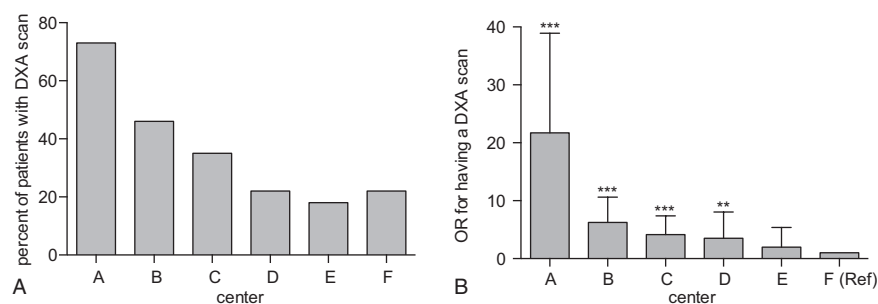 percent of patients with DXA scan
80
60
40
20
0
A B C D E F
center
A
OR for having a DXA scan
40
30
20
10
0
***
***
***
**
A B C D E F (Ref)
center
B